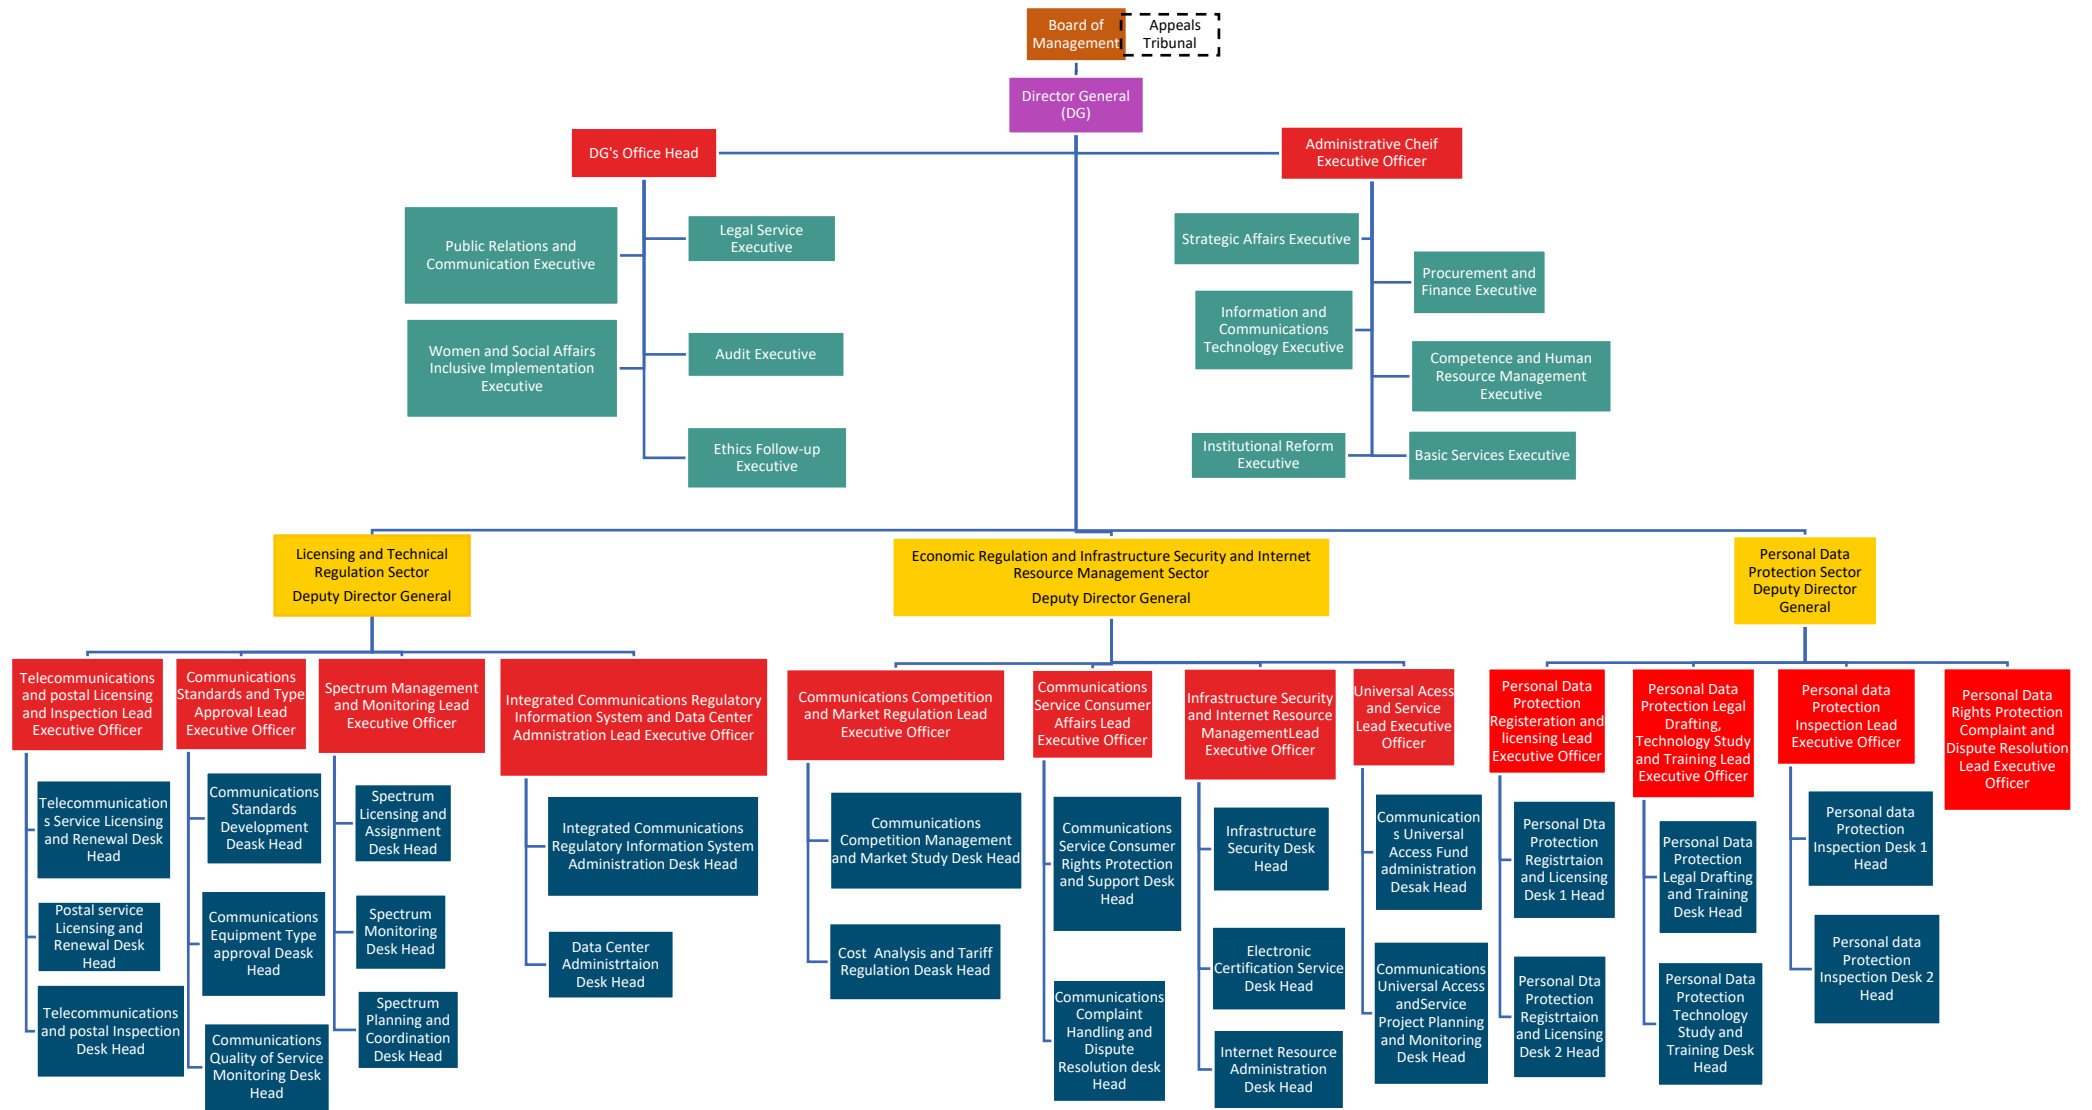 Board of
Management
Appeals
Tribunal
Director General
(DG)
DG's Office Head
Administrative Cheif
Executive Officer
Public Relations and
Communication Executive
Legal Service
Executive
Women and Social Affairs
Inclusive Implementation
Executive
Audit Executive
Ethics Follow-up
Executive
Strategic Affairs Executive
Procurement and
Finance Executive
Information and
Communications
Technology Executive
Competence and Human
Resource Management
Executive
Institutional Reform
Executive
Basic Services Executive
Licensing and Technical
Regulation Sector
Deputy Director General
Economic Regulation and Infrastructure Security and Internet
Resource Management Sector
Deputy Director General
Personal Data
Protection Sector
Deputy Director
General
Telecommunications
and postal Licensing
and Inspection Lead
Executive Officer
Communications
Standards and Type
Approval Lead
Executive Officer
Spectrum Management
and Monitoring Lead
Executive Officer
Integrated Communications Regulatory
Information System and Data Center
Admnistration Lead Executive Officer
Communications Competition
and Market Regulation Lead
Executive Officer
Communications
Service Consumer
Affairs Lead
Executive Officer
Infrastructure Security
and Internet Resource
ManagementLead
Executive Officer
Universal Acess
and Service
Lead Executive
Officer
Personal Data
Protection
Registeration and
licensing Lead
Executive Officer
Personal Data
Protection Legal
Drafting,
Technology Study
and Training Lead
Executive Officer
Personal data
Protection
Inspection Lead
Executive Officer
Personal Data
Rights Protection
Complaint and
Dispute Resolution
Lead Executive
Officer
Telecommunication
s Service Licensing
and Renewal Desk
Head
Postal service
Licensing and
Renewal Desk
Head
Telecommunications
and postal Inspection
Desk Head
Communications
Standards
Development
Deask Head
Communications
Equipment Type
approval Deask
Head
Communications
Quality of Service
Monitoring Desk
Head
Spectrum
Licensing and
Assignment
Desk Head
Spectrum
Monitoring
Desk Head
Spectrum
Planning and
Coordination
Desk Head
Integrated Communications
Regulatory Information System
Administration Desk Head
Data Center
Administrtaion
Desk Head
Communications
Competition Management
and Market Study Desk Head
Cost Analysis and Tariff
Regulation Deask Head
Communications
Service Consumer
Rights Protection
and Support Desk
Head
Communications
Complaint
Handling and
Dispute
Resolution desk
Head
Infrastructure
Security Desk
Head
Electronic
Certification Service
Desk Head
Internet Resource
Administration
Desk Head
Communication
s Universal
Access Fund
administration
Desak Head
Communications
Universal Access
andService
Project Planning
and Monitoring
Desk Head
Personal Dta
Protection
Registrtaion
and Licensing
Desk 1 Head
Personal Dta
Protection
Registrtaion
and Licensing
Desk 2 Head
Personal Data
Protection
Legal Drafting
and Training
Desk Head
Personal Data
Protection
Technology
Study and
Training Desk
Head
Personal data
Protection
Inspection Desk 1
Head
Personal data
Protection
Inspection Desk 2
Head